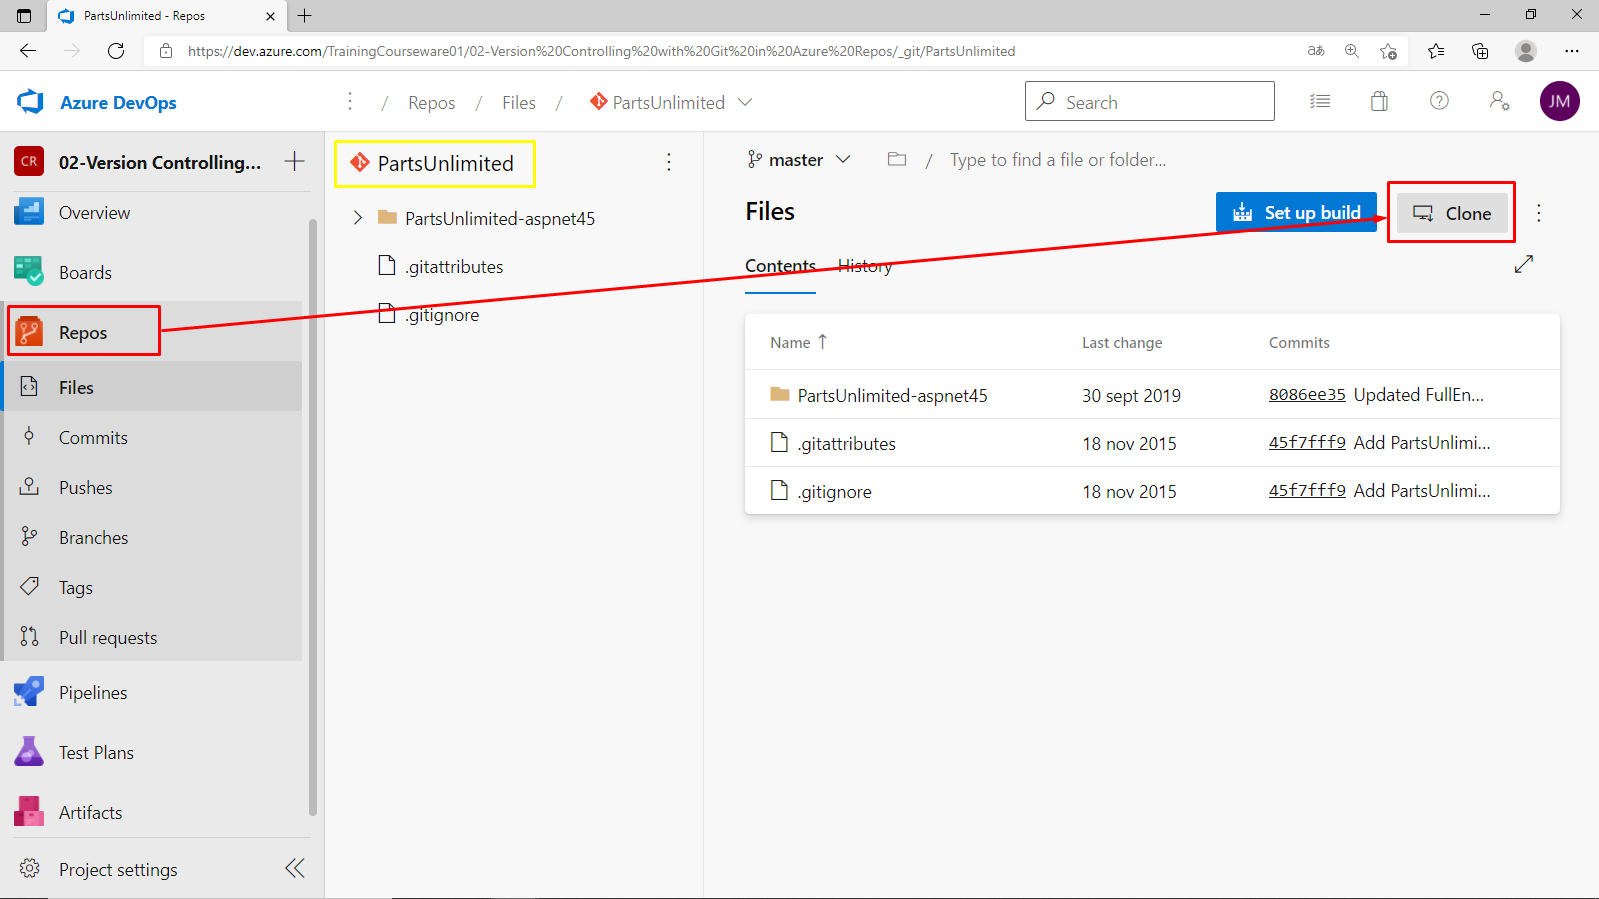 PartsUnlimited - Repos
https://dev.azure.com/TrainingCourseware01/02-Version%20Controlling%20with%20Git%20in%20Azure%20Repos/_git/PartsUnlimited
aあ
Azure DevOps
/ Repos / Files / PartsUnlimited
Search
JM
CR 02-Version Controlling...
Overview
Boards
Repos
Files
Commits
Pushes
Branches
Tags
Pull requests
Pipelines
Test Plans
Artifacts
Project settings
PartsUnlimited
PartsUnlimited-aspnet45
.gitattributes
.gitignore
master / Type to find a file or folder...
Files
Set up build
Clone
Contents History
Name Last change Commits
PartsUnlimited-aspnet45 30 sept 2019 8086ee35 Updated FullEn...
.gitattributes 18 nov 2015 45f7fff9 Add PartsUnlimi...
.gitignore 18 nov 2015 45f7fff9 Add PartsUnlimi...